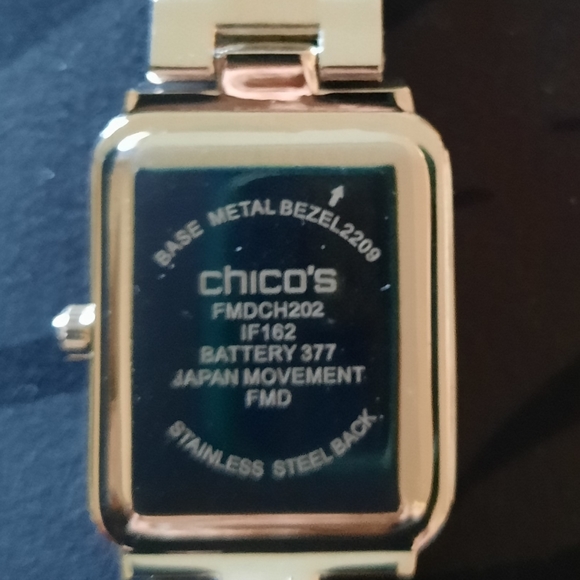 BASE METAL BEZEL2209
chico's
FMDCH202
IF162
BATTERY 377
JAPAN MOVEMENT
FMD
STAINLESS STEEL BACK